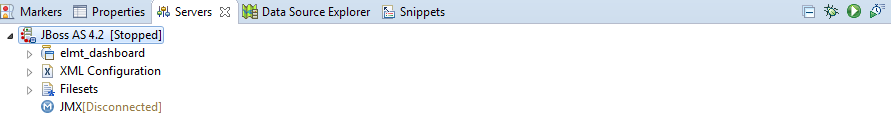 Markers Properties Servers Data Source Explorer Snippets
JBoss AS 4.2 [Stopped]
elmt_dashboard
XML Configuration
Filesets
JMX[Disconnected]